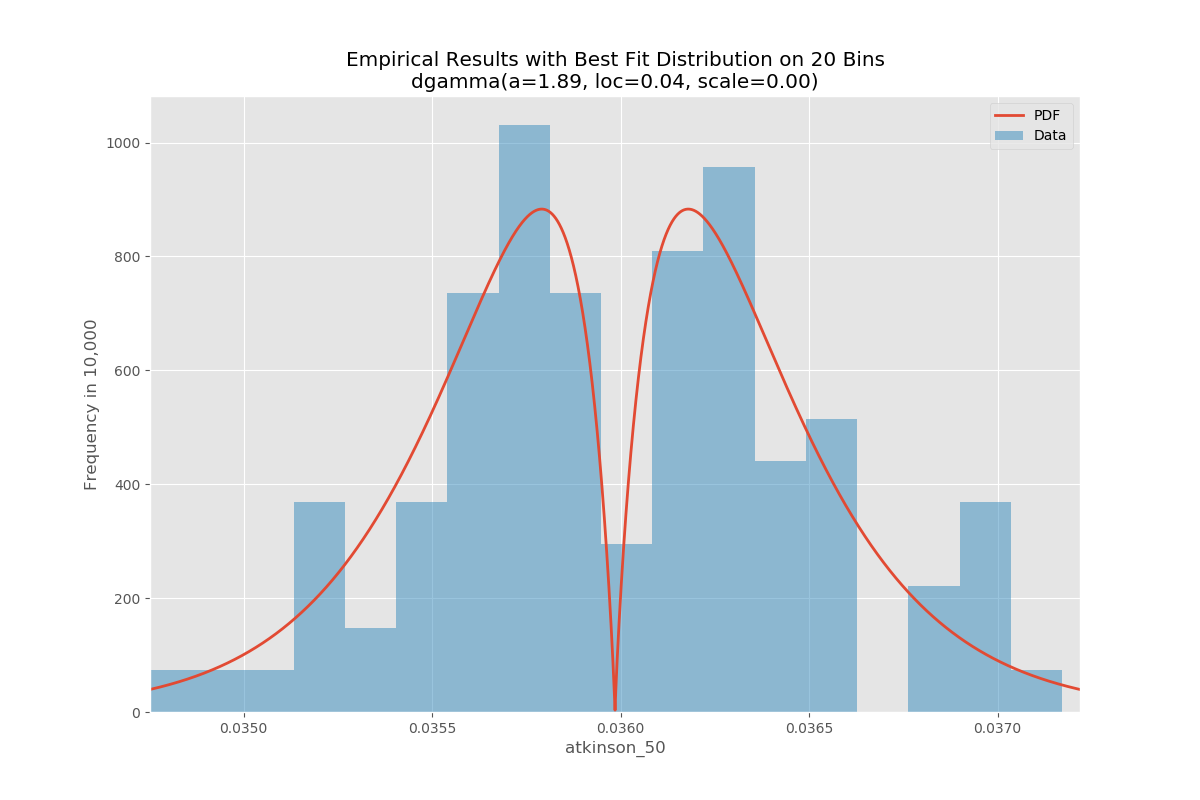 Empirical Results with Best Fit Distribution on 20 Bins
dgamma(a=1.89, loc=0.04, scale=0.00)
PDF
Data
1000
800
600
400
200
0
Frequency in 10,000
0.0350
0.0355
0.0360
0.0365
0.0370
atkinson_50